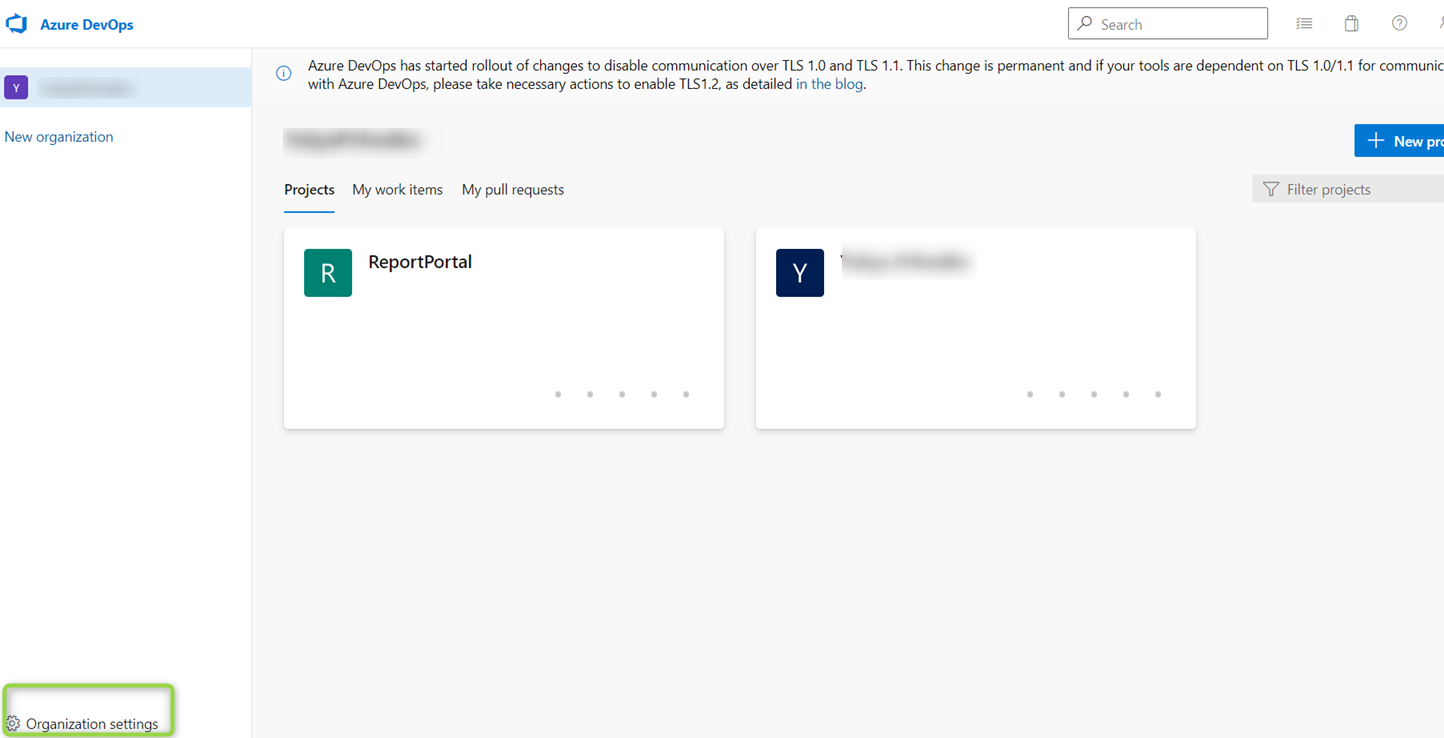 Azure DevOps
Search
Y
New organization
Azure DevOps has started rollout of changes to disable communication over TLS 1.0 and TLS 1.1. This change is permanent and if your tools are dependent on TLS 1.0/1.1 for communic
with Azure DevOps, please take necessary actions to enable TLS1.2, as detailed in the blog.
New pro
Projects My work items My pull requests
Filter projects
R
ReportPortal
Y
Organization settings